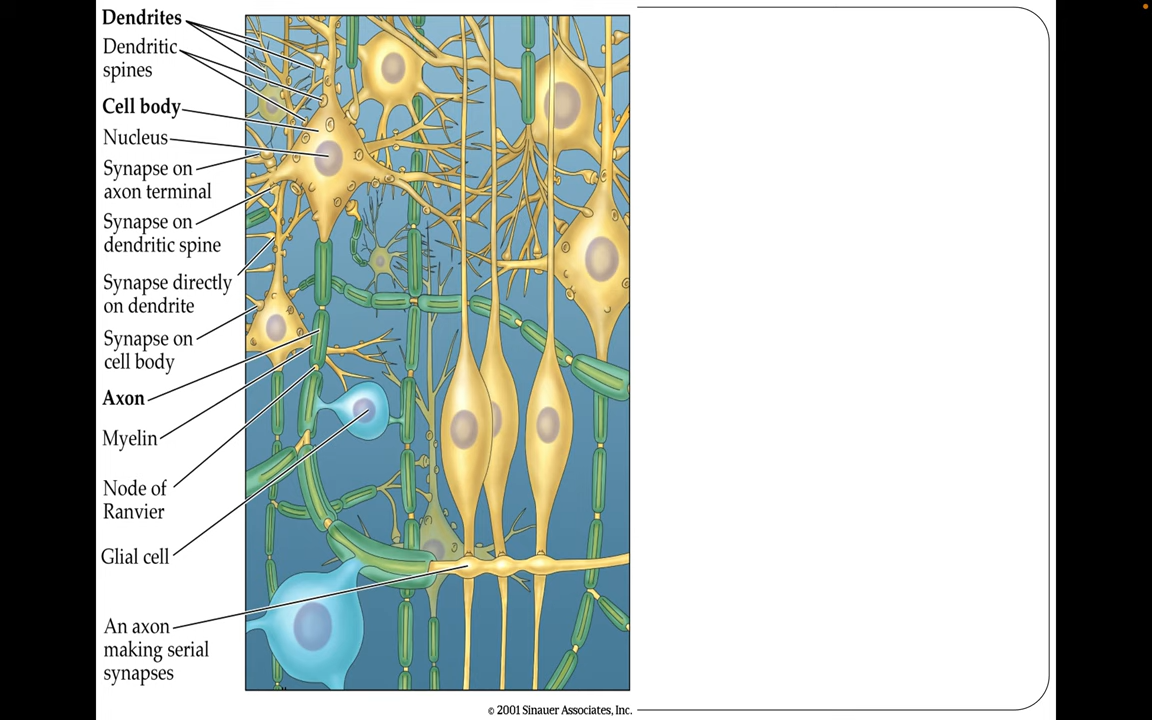 Dendrites
Dendritic
spines
Cell body
Nucleus
Synapse on
axon terminal
Synapse on
dendritic spine
Synapse directly
on dendrite
Synapse on
cell body
Axon
Myelin
Node of
Ranvier
Glial cell
An axon
making serial
synapses
© 2001 Sinauer Associates, Inc.